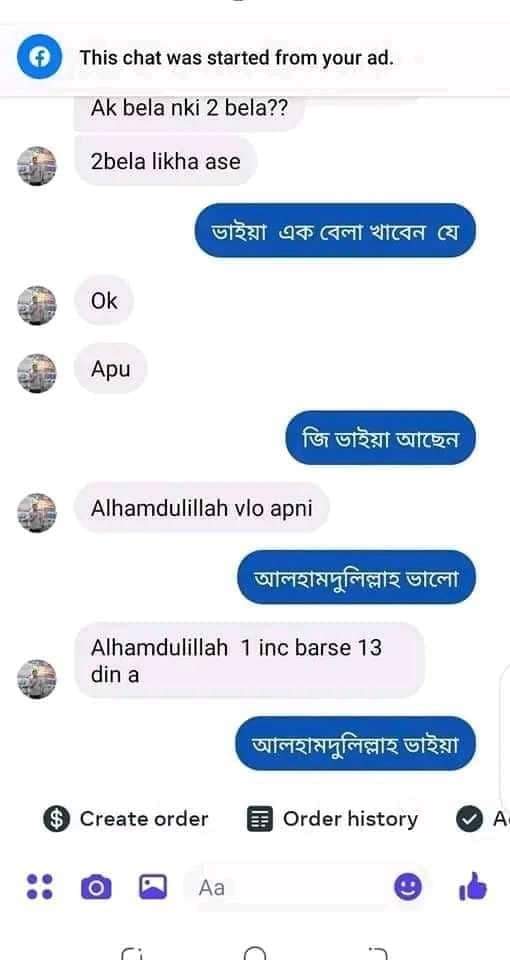 This chat was started from your ad.
Ak bela nki 2 bela??
2bela likha ase
ভাইয়া এক বেলা খাবেন যে
Ok
Apu
জি ভাইয়া আছেন
Alhamdulillah vlo apni
আলহামদুলিল্লাহ ভালো
Alhamdulillah 1 inc barse 13
din a
আলহামদুলিল্লাহ ভাইয়া
Create order
Order history
A
Aa